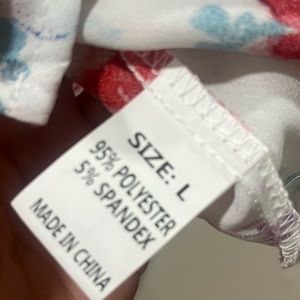 SIZE: L
95% POLYESTER
5% SPANDEX
MADE IN CHINA